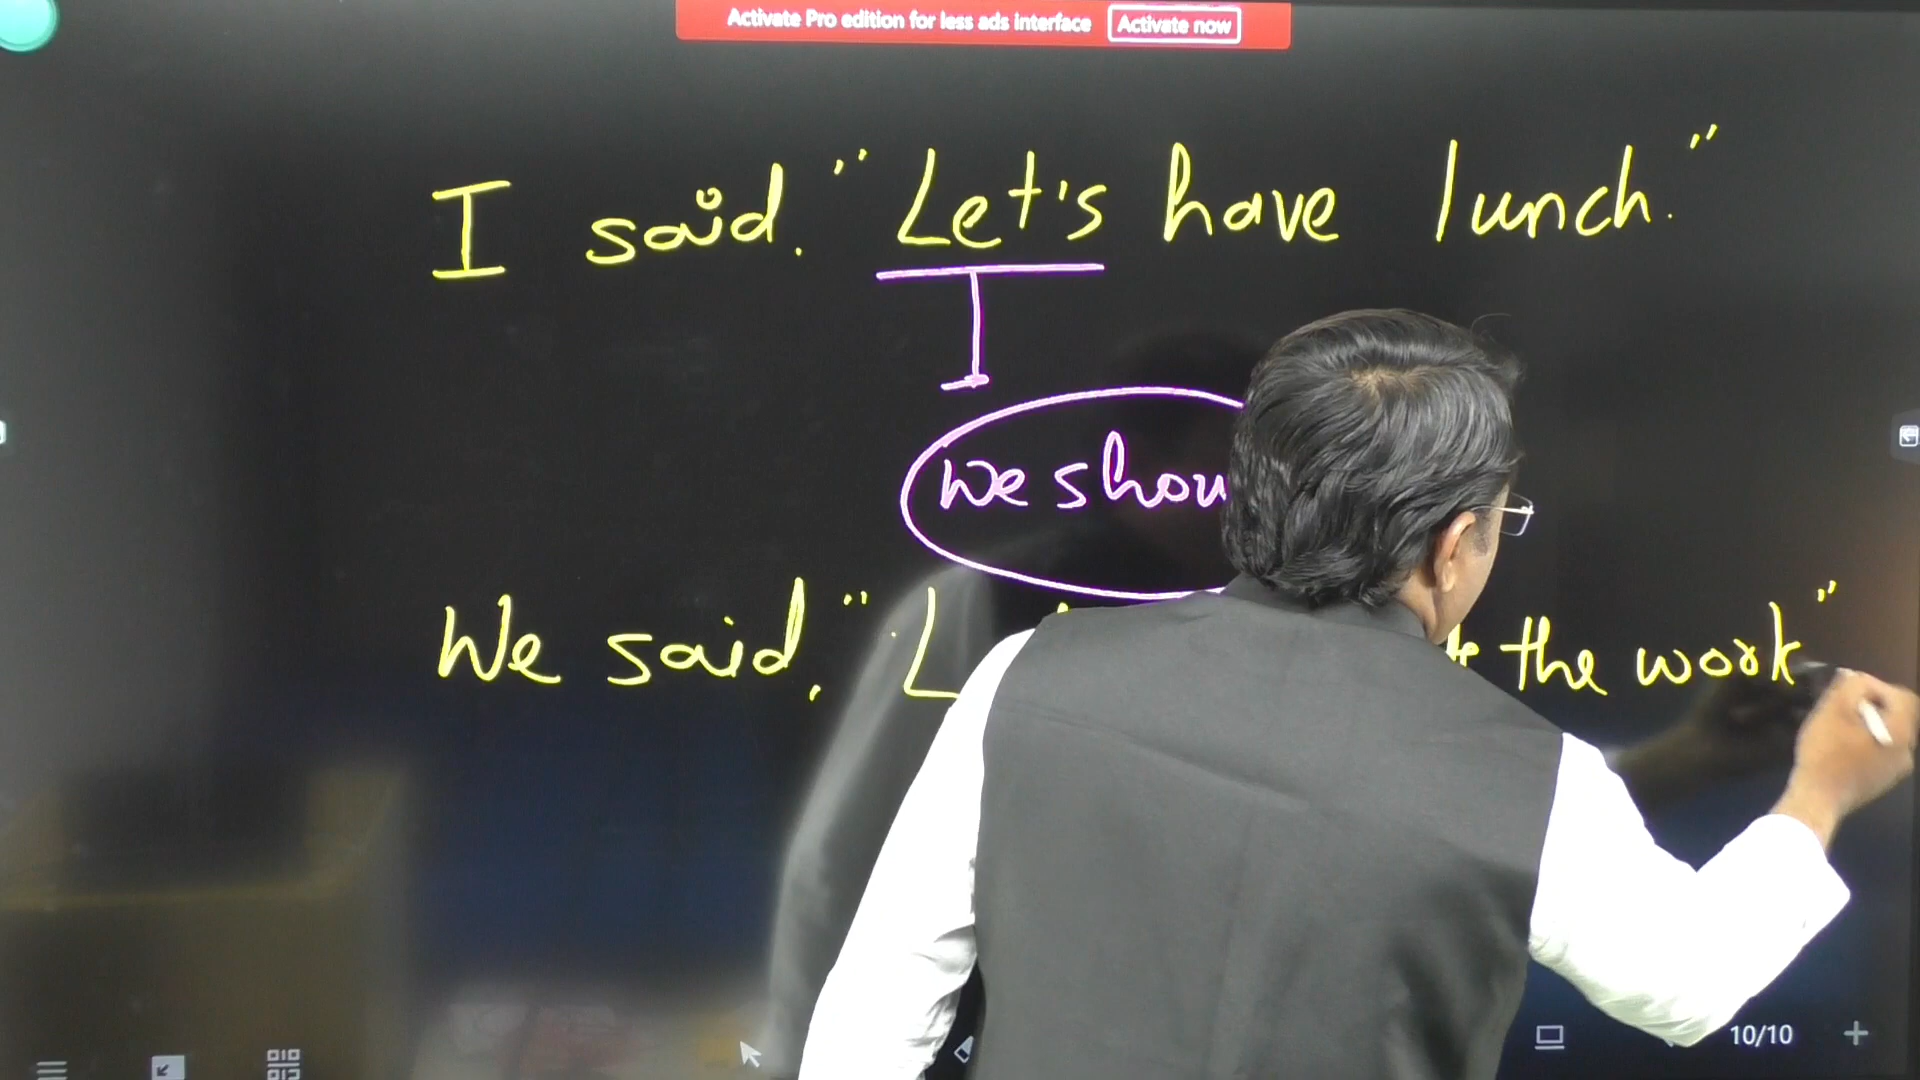 Activate Pro edition for less ads interface Activate now
I said. "Let's have lunch."
we shou
We said, "L the work"
10/10